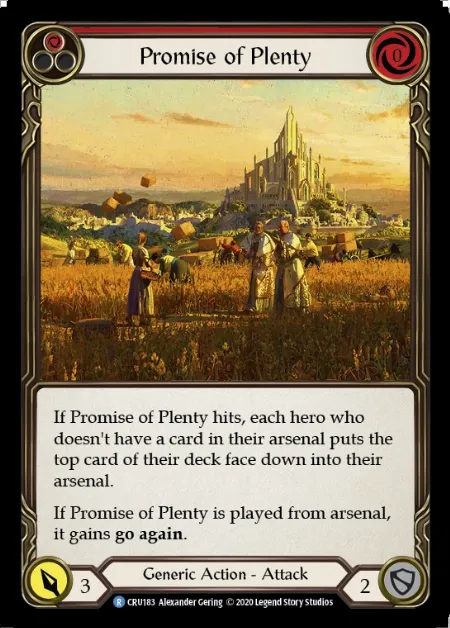 Promise of Plenty
0
If Promise of Plenty hits, each hero who
doesn't have a card in their arsenal puts the
top card of their deck face down into their
arsenal.
If Promise of Plenty is played from arsenal,
it gains go again.
3
Generic Action - Attack
2
R CRU183 Alexander Gering © 2020 Legend Story Studios